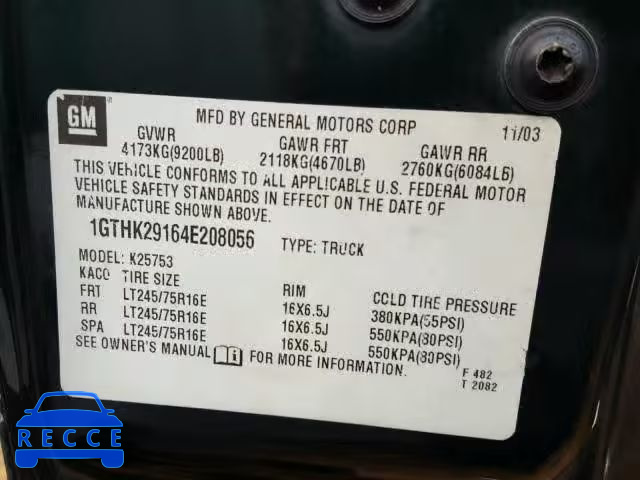 GM
MFD BY GENERAL MOTORS CORP 11/03
GVWR GAWR FRT GAWR RR
4173KG(9200LB) 2118KG(4670LB) 2760KG(6084LB)
THIS VEHICLE CONFORMS TO ALL APPLICABLE U.S. FEDERAL MOTOR
VEHICLE SAFETY STANDARDS IN EFFECT ON THE DATE OF
MANUFACTURE SHOWN ABOVE.
1GTHK29164E208056 TYPE: TRUCK
MODEL: K25753
KACO TIRE SIZE RIM COLD TIRE PRESSURE
FRT LT245/75R16E 16X6.5J 380KPA(55PSI)
RR LT245/75R16E 16X6.5J 550KPA(80PSI)
SPA LT245/75R16E 16X6.5J 550KPA(80PSI)
SEE OWNER'S MANUAL i FOR MORE INFORMATION.
F 482
T 2082
RECCE